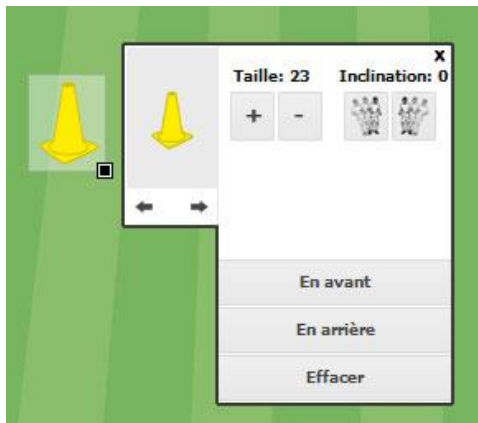 x
Taille: 23 Inclination: 0
+ -
En avant
En arrière
Effacer